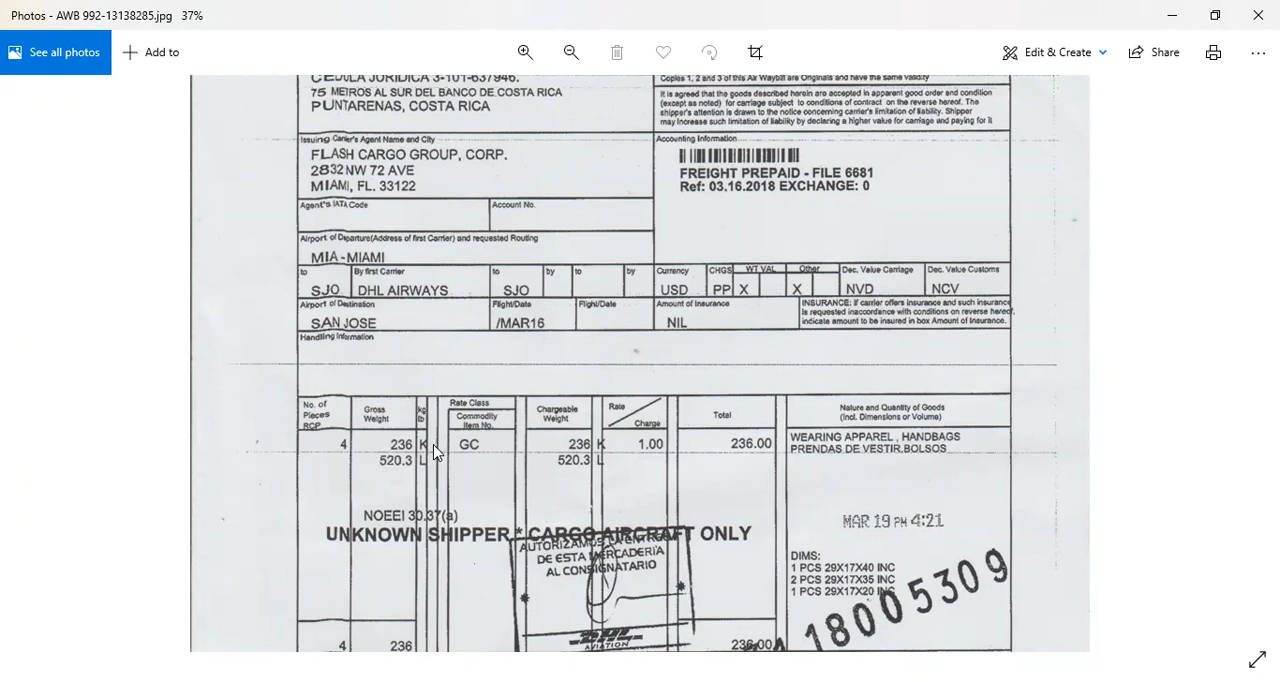 Photos - AWB 992-13138285.jpg 37%
See all photos
Add to
Edit & Create
Share
CEDULA JURIDICA 3-101-637946.
75 METROS AL SUR DEL BANCO DE COSTA RICA
PUNTARENAS, COSTA RICA
Copies 1, 2 and 3 of this Air Waybill are Originals and have the same validity
It is agreed that the goods described herein are accepted in apparent good order and condition
(except as noted) for carriage subject to conditions of contract on the reverse hereof. The
shipper's attention is drawn to the notice concerning carrier's limitation of liability. Shipper
may increase such limitation of liability by declaring a higher value for carriage and paying for it
Issuing Carrier's Agent Name and City
FLASH CARGO GROUP, CORP.
2832 NW 72 AVE
MIAMI, FL. 33122
Accounting Information
FREIGHT PREPAID - FILE 6681
Ref: 03.16.2018 EXCHANGE: 0
Agent's IATA Code Account No.
Airport of Departure(Address of first Carrier) and requested Routing
MIA - MIAMI
to By first Carrier to by to by Currency CHGS WT VAL Other Dec. Value Carriage Dec. Value Customs
SJO DHL AIRWAYS SJO USD PP X X NVD NCV
Airport of Destination Flight/Date Flight/Date Amount of Insurance
SAN JOSE /MAR16 NIL
INSURANCE: If carrier offers insurance and such insurance
is requested inaccordance with conditions on reverse hereof,
indicate amount to be insured in box Amount of Insurance.
Handling Information
No. of Pieces RCP Gross Weight kg lb Rate Class Commodity Item No. Chargeable Weight Rate Charge Total Nature and Quantity of Goods (Incl. Dimensions or Volume)
4 236 K GC 236 K 1.00 236.00 WEARING APPAREL , HANDBAGS
520.3 L 520.3 L PRENDAS DE VESTIR.BOLSOS
NOEEI 30.37(a)
UNKNOWN SHIPPER * CARGO AIRCRAFT ONLY
MAR 19 PM 4:21
AUTORIZAMOS LA ENTREGA
DE ESTA MERCADERIA
AL CONSIGNATARIO
AVIATION
DIMS:
1 PCS 29X17X40 INC
2 PCS 29X17X35 INC
1 PCS 29X17X20 INC
18005309
4 236 236.00